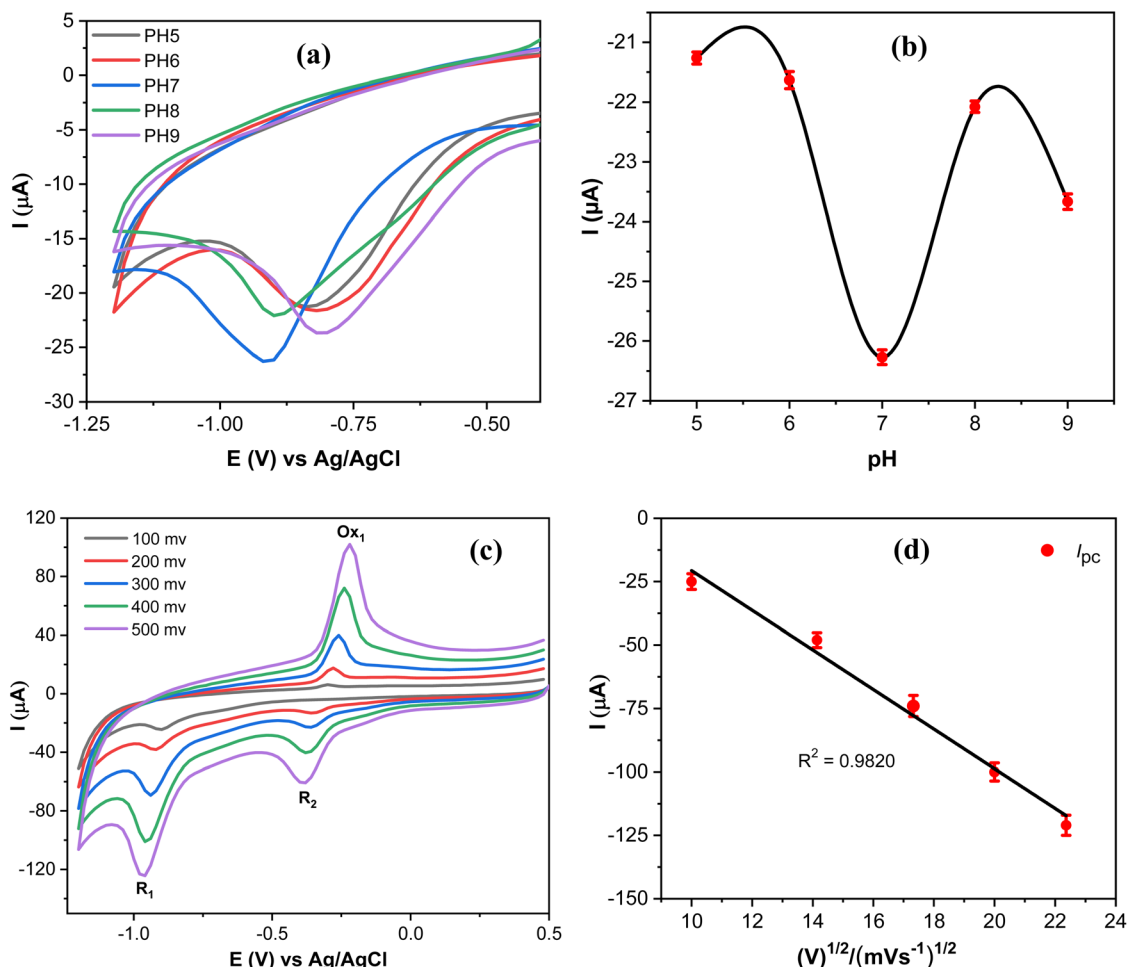 (a)
PH5
PH6
PH7
PH8
PH9
5
0
-5
-10
-15
-20
-25
-30
I (µA)
-1.25
-1.00
-0.75
-0.50
E (V) vs Ag/AgCl
(b)
-21
-22
-23
-24
-25
-26
-27
I (µA)
5
6
7
8
9
pH
(c)
100 mv
200 mv
300 mv
400 mv
500 mv
Ox₁
R₂
R₁
120
80
40
0
-40
-80
-120
I (µA)
-1.0
-0.5
0.0
0.5
E (V) vs Ag/AgCl
(d)
I pc
R² = 0.9820
0
-25
-50
-75
-100
-125
-150
I (µA)
10
12
14
16
18
20
22
24
(V)¹/²/(mVs⁻¹)¹/²